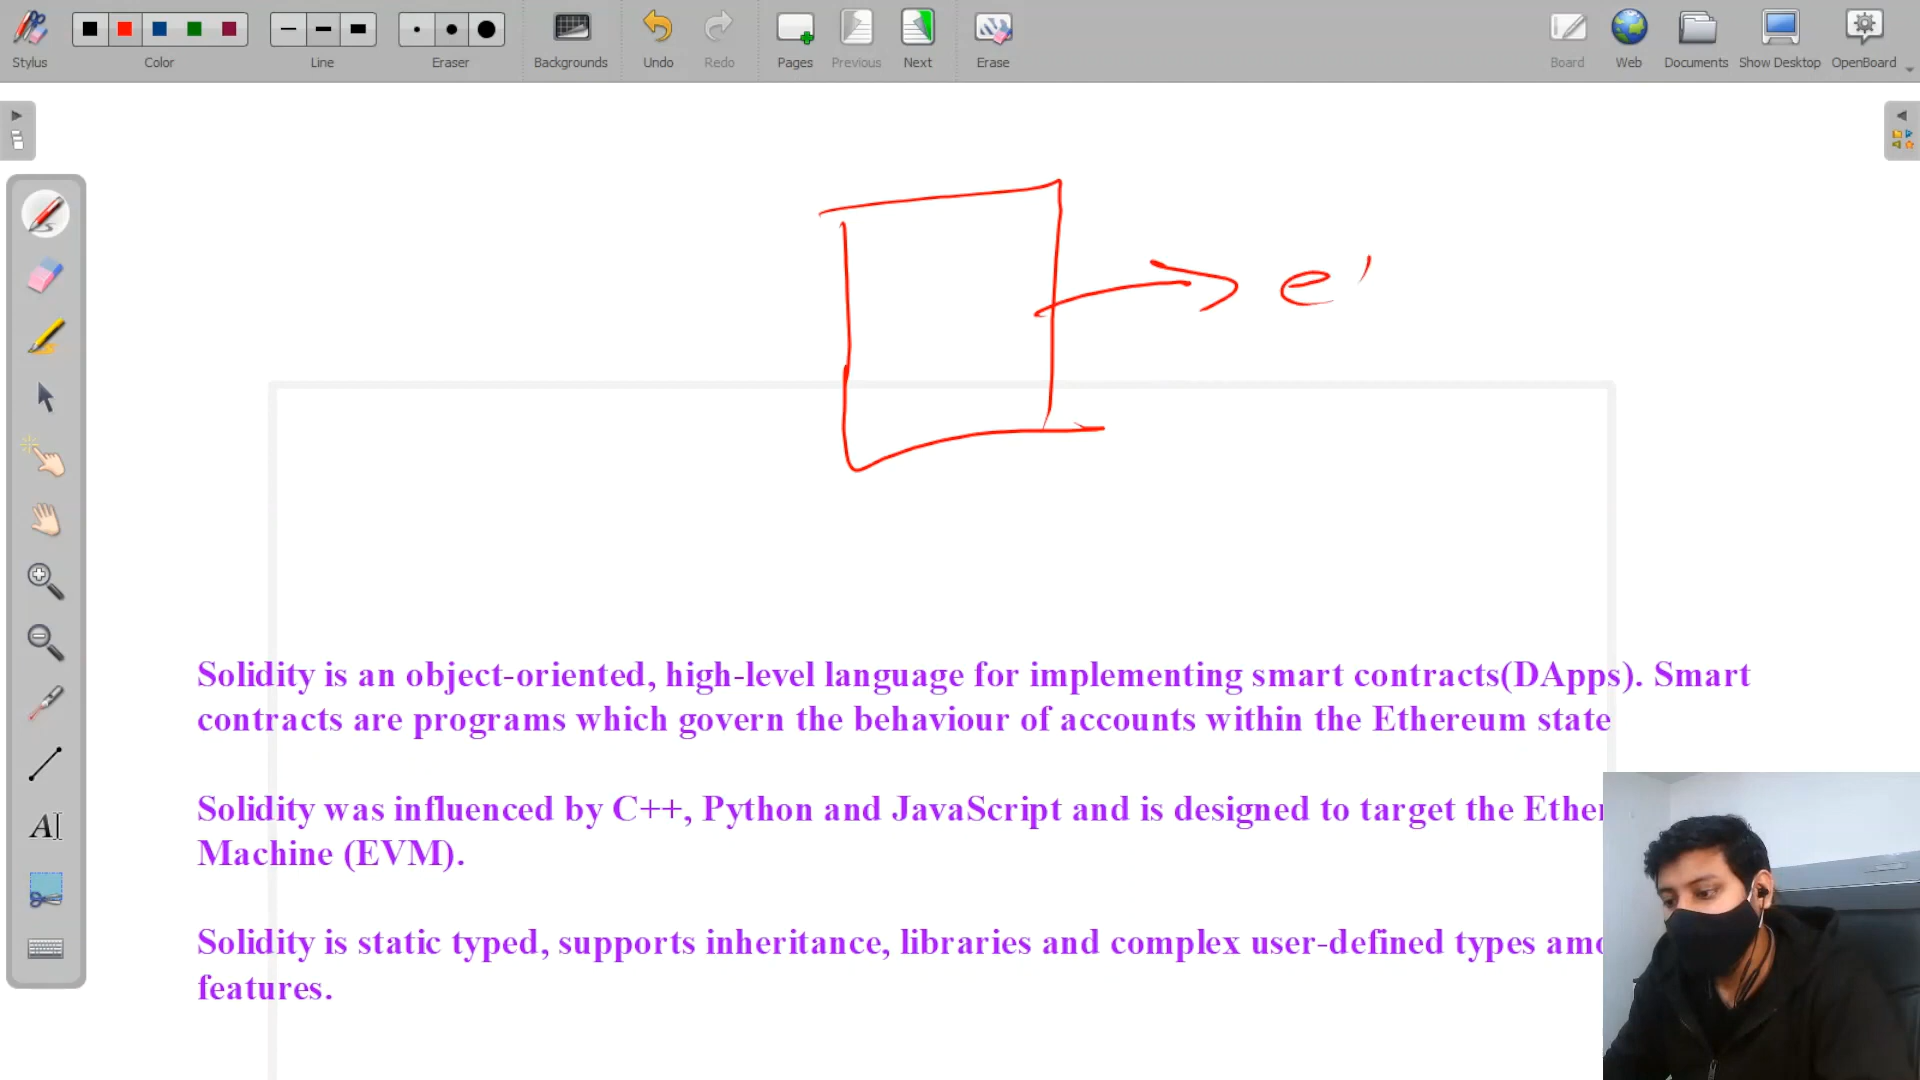 Stylus Color Line Eraser Backgrounds Undo Redo Pages Previous Next Erase Board Web Documents Show Desktop OpenBoard
e'
Solidity is an object-oriented, high-level language for implementing smart contracts(DApps). Smart
contracts are programs which govern the behaviour of accounts within the Ethereum state
Solidity was influenced by C++, Python and JavaScript and is designed to target the Ether
Machine (EVM).
Solidity is static typed, supports inheritance, libraries and complex user-defined types amo
features.